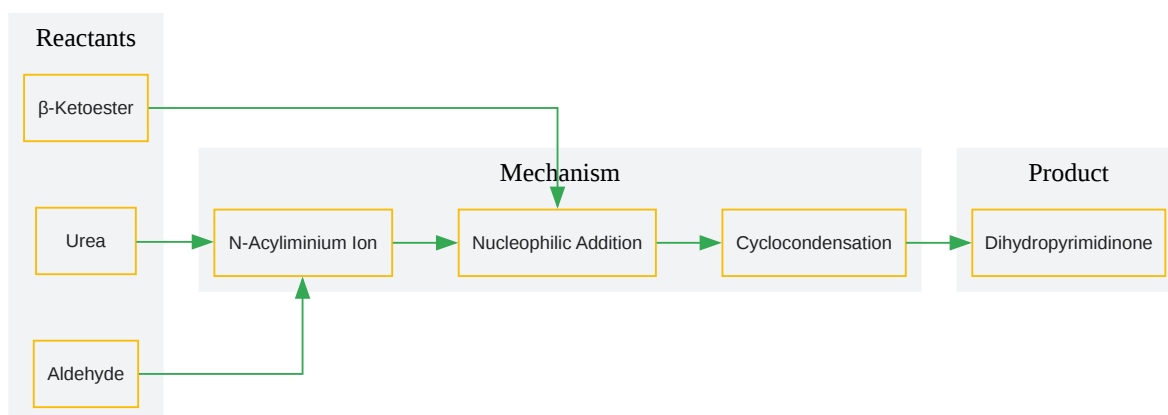 Reactants
β-Ketoester
Mechanism
Product
Urea
N-Acyliminium Ion
Nucleophilic Addition
Cyclocondensation
Dihydropyrimidinone
Aldehyde